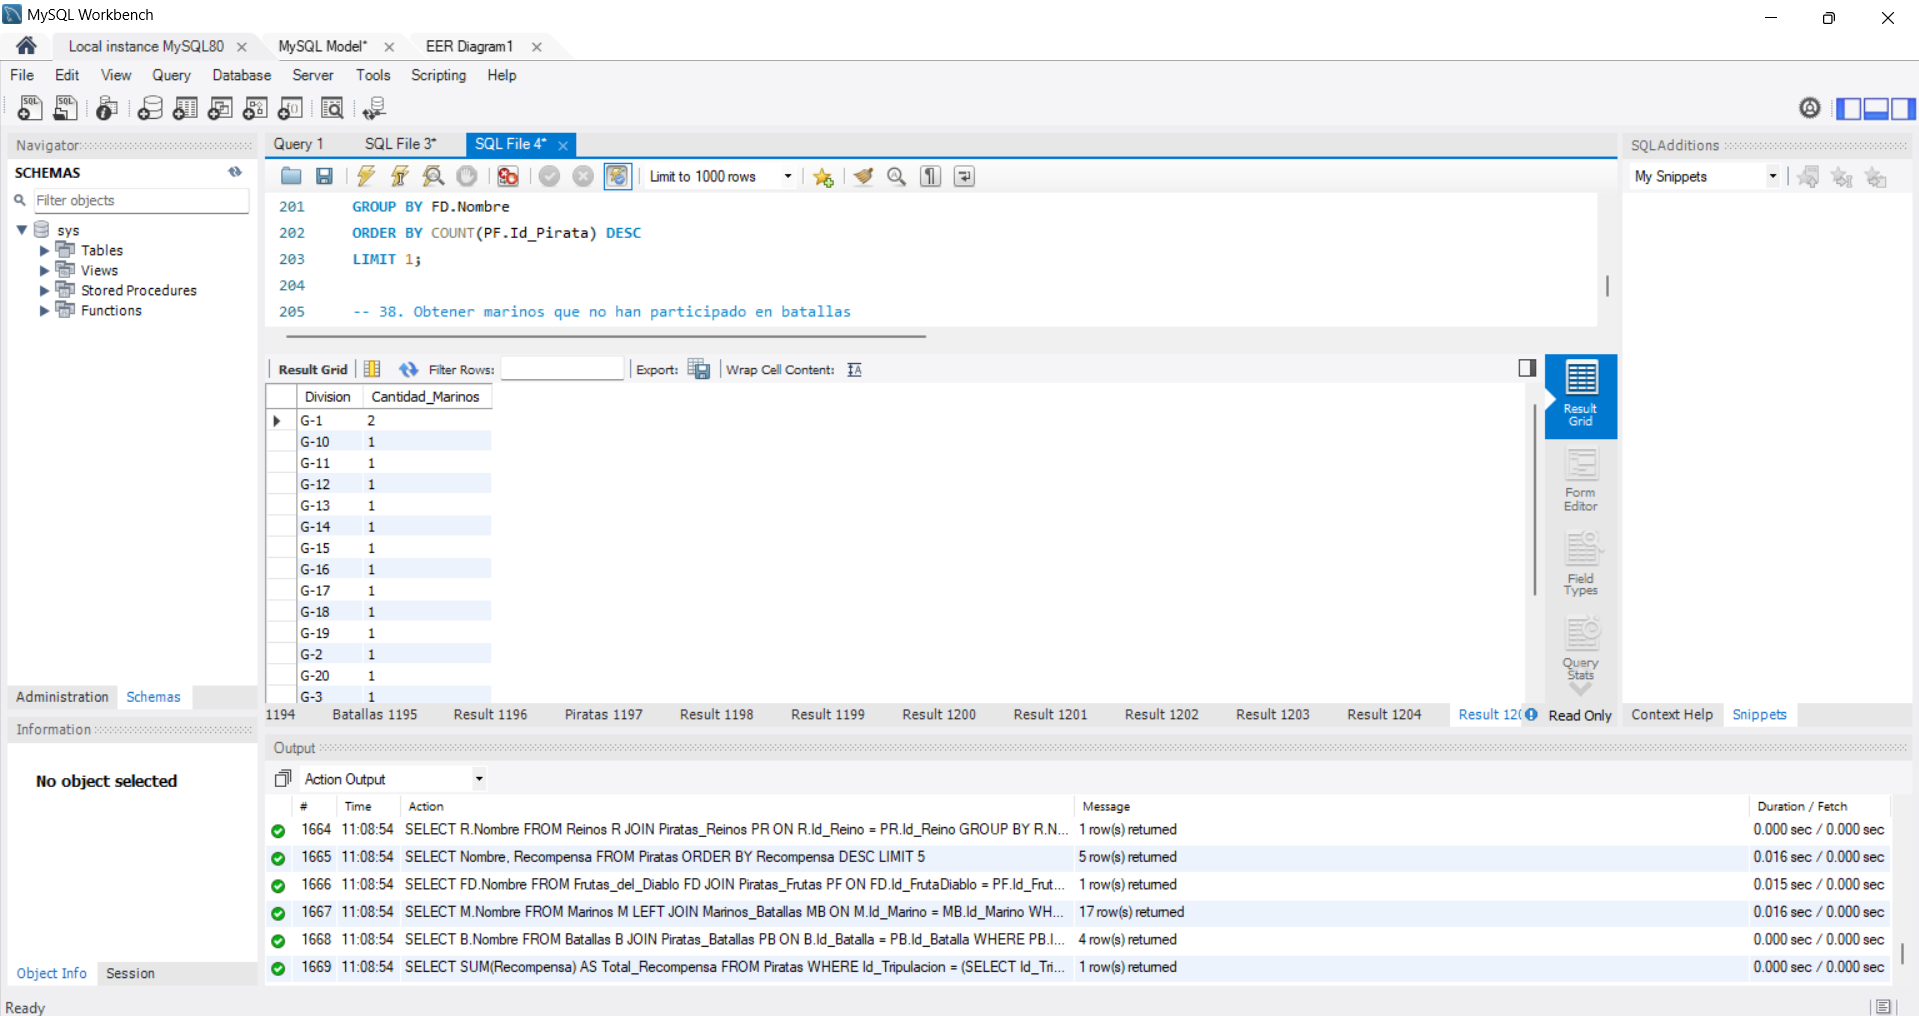 MySQL Workbench
Local instance MySQL80
MySQL Model*
EER Diagram1
File Edit View Query Database Server Tools Scripting Help
Navigator
SCHEMAS
Filter objects
sys
Tables
Views
Stored Procedures
Functions
Administration Schemas
Information
No object selected
Object Info Session
Query 1 SQL File 3* SQL File 4*
Limit to 1000 rows
201 GROUP BY FD.Nombre
202 ORDER BY COUNT(PF.Id_Pirata) DESC
203 LIMIT 1;
204
205 -- 38. Obtener marinos que no han participado en batallas
Result Grid Filter Rows: Export: Wrap Cell Content:
Division Cantidad_Marinos
G-1 2
G-10 1
G-11 1
G-12 1
G-13 1
G-14 1
G-15 1
G-16 1
G-17 1
G-18 1
G-19 1
G-2 1
G-20 1
G-3 1
Result Grid
Form Editor
Field Types
Query Stats
1194 Batallas 1195 Result 1196 Piratas 1197 Result 1198 Result 1199 Result 1200 Result 1201 Result 1202 Result 1203 Result 1204 Result 120 Read Only
SQLAdditions
My Snippets
Context Help Snippets
Output
Action Output
# Time Action Message Duration / Fetch
1664 11:08:54 SELECT R.Nombre FROM Reinos R JOIN Piratas_Reinos PR ON R.Id_Reino = PR.Id_Reino GROUP BY R.N... 1 row(s) returned 0.000 sec / 0.000 sec
1665 11:08:54 SELECT Nombre, Recompensa FROM Piratas ORDER BY Recompensa DESC LIMIT 5 5 row(s) returned 0.016 sec / 0.000 sec
1666 11:08:54 SELECT FD.Nombre FROM Frutas_del_Diablo FD JOIN Piratas_Frutas PF ON FD.Id_FrutaDiablo = PF.Id_Frut... 1 row(s) returned 0.015 sec / 0.000 sec
1667 11:08:54 SELECT M.Nombre FROM Marinos M LEFT JOIN Marinos_Batallas MB ON M.Id_Marino = MB.Id_Marino WH... 17 row(s) returned 0.016 sec / 0.000 sec
1668 11:08:54 SELECT B.Nombre FROM Batallas B JOIN Piratas_Batallas PB ON B.Id_Batalla = PB.Id_Batalla WHERE PB.I... 4 row(s) returned 0.000 sec / 0.000 sec
1669 11:08:54 SELECT SUM(Recompensa) AS Total_Recompensa FROM Piratas WHERE Id_Tripulacion = (SELECT Id_Tri... 1 row(s) returned 0.000 sec / 0.000 sec
Ready